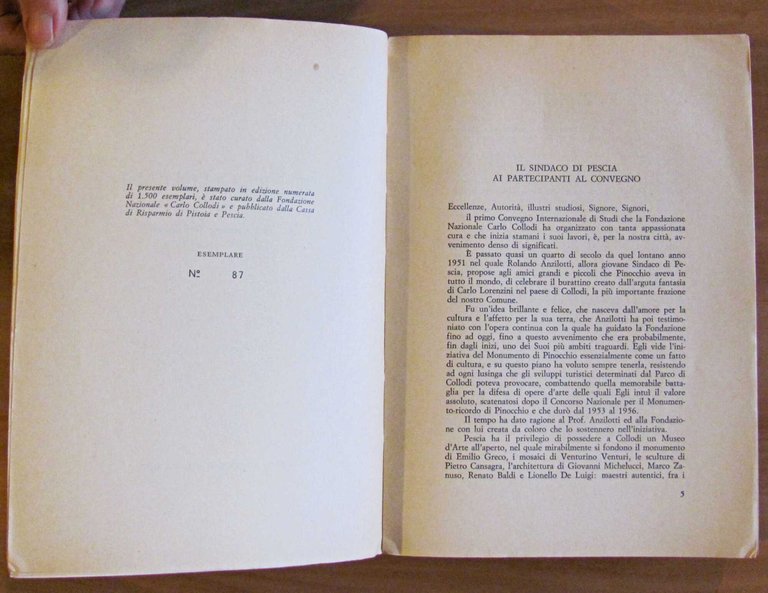 Il presente volume, stampato in edizione numerata
di 1.500 esemplari, è stato curato dalla Fondazione
Nazionale « Carlo Collodi » e pubblicato dalla Cassa
di Risparmio di Pistoia e Pescia.
ESEMPLARE
Nº 87
IL SINDACO DI PESCIA
AI PARTECIPANTI AL CONVEGNO
Eccellenze, Autorità, illustri studiosi, Signore, Signori,
il primo Convegno Internazionale di Studi che la Fondazione
Nazionale Carlo Collodi ha organizzato con tanta appassionata
cura e che inizia stamani i suoi lavori, è, per la nostra città, av-
venimento denso di significati.
È passato quasi un quarto di secolo da quel lontano anno
1951 nel quale Rolando Anzilotti, allora giovane Sindaco di Pe-
scia, propose agli amici grandi e piccoli che Pinocchio aveva in
tutto il mondo, di celebrare il burattino creato dall'arguta fantasia
di Carlo Lorenzini nel paese di Collodi, la più importante frazione
del nostro Comune.
Fu un'idea brillante e felice, che nasceva dall'amore per la
cultura e l'affetto per la sua terra, che Anzilotti ha poi testimo-
niato con l'opera continua con la quale ha guidato la Fondazione
fino ad oggi, fino a questo avvenimento che era probabilmente,
fin dagli inizi, uno dei Suoi più ambiti traguardi. Egli vide l'ini-
ziativa del Monumento di Pinocchio essenzialmente come un fatto
di cultura, e su questo piano ha voluto sempre tenerla, resistendo
ad ogni lusinga che gli sviluppi turistici determinati dal Parco di
Collodi poteva provocare, combattendo quella memorabile batta-
glia per la difesa di opere d'arte delle quali Egli intuì il valore
assoluto, scatenatosi dopo il Concorso Nazionale per il Monumen-
to-ricordo di Pinocchio e che durò dal 1953 al 1956.
Il tempo ha dato ragione al Prof. Anzilotti ed alla Fondazio-
ne con lui creata da coloro che lo sostennero nell'iniziativa.
Pescia ha il privilegio di possedere a Collodi un Museo
d'Arte all'aperto, nel quale mirabilmente si fondono il monumento
di Emilio Greco, i mosaici di Venturino Venturi, le sculture di
Pietro Cansagra, l'architettura di Giovanni Michelucci, Marco Za-
nuso, Renato Baldi e Lionello De Luigi: maestri autentici, fra i
5